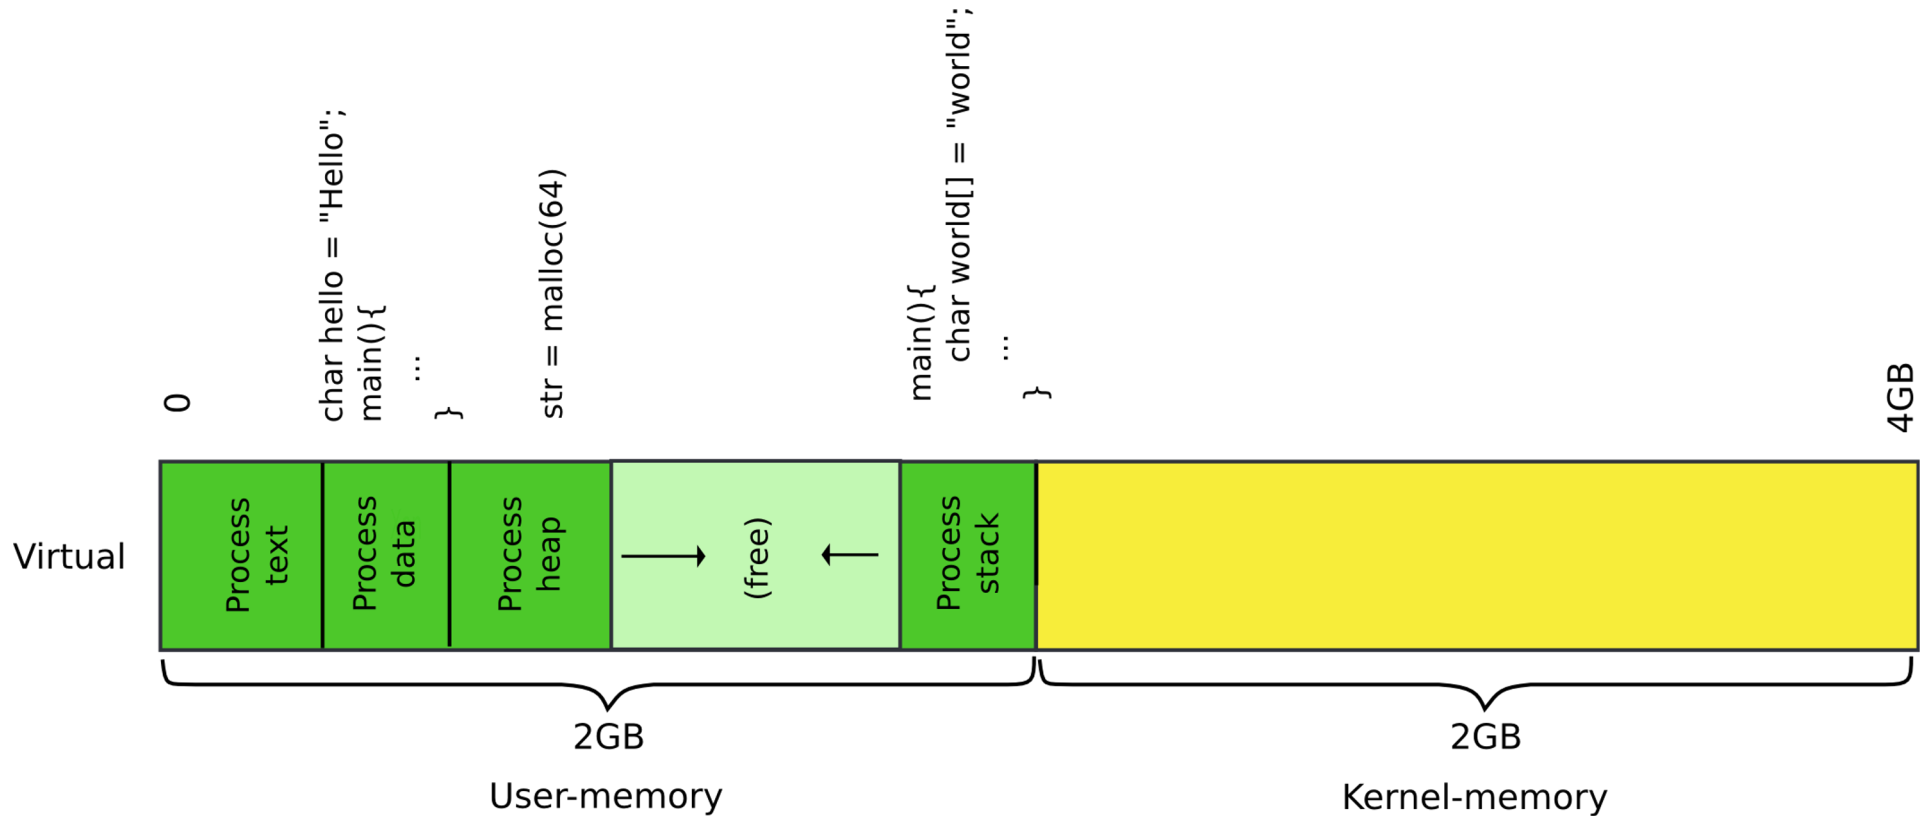 0
char hello = "Hello";
main(){
...
}
str = malloc(64)
main(){
char world[] = "world";
...
}
4GB
Virtual
Process
text
Process
data
Process
heap
(free)
Process
stack
2GB
User-memory
2GB
Kernel-memory